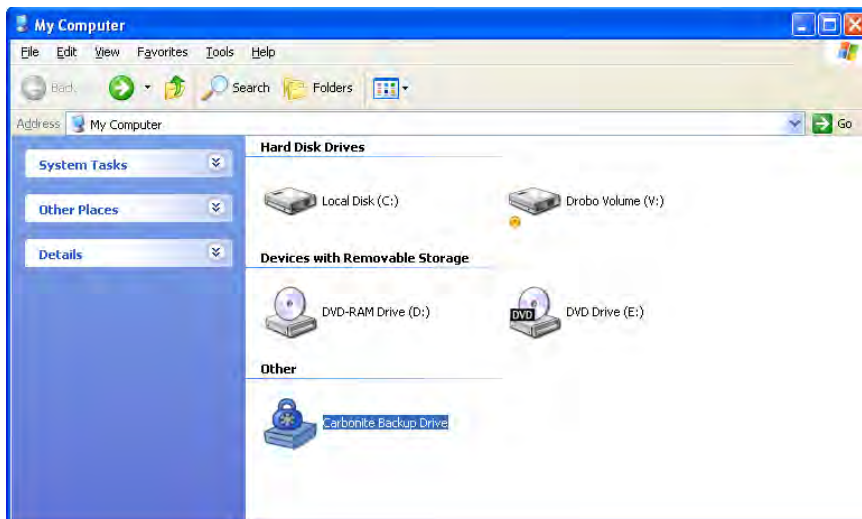 My Computer
File Edit View Favorites Tools Help
Back Search Folders
Address My Computer Go
System Tasks
Other Places
Details
Hard Disk Drives
Local Disk (C:) Drobo Volume (V:)
Devices with Removable Storage
DVD-RAM Drive (D:) DVD DVD Drive (E:)
Other
Carbonite Backup Drive